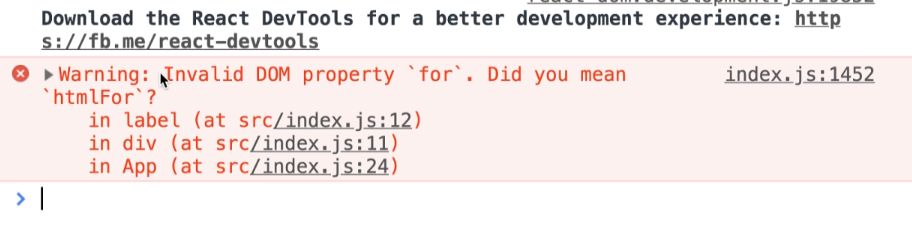 Download the React DevTools for a better development experience: http
s://fb.me/react-devtools
Warning: Invalid DOM property `for`. Did you mean index.js:1452
`htmlFor`?
in label (at src/index.js:12)
in div (at src/index.js:11)
in App (at src/index.js:24)